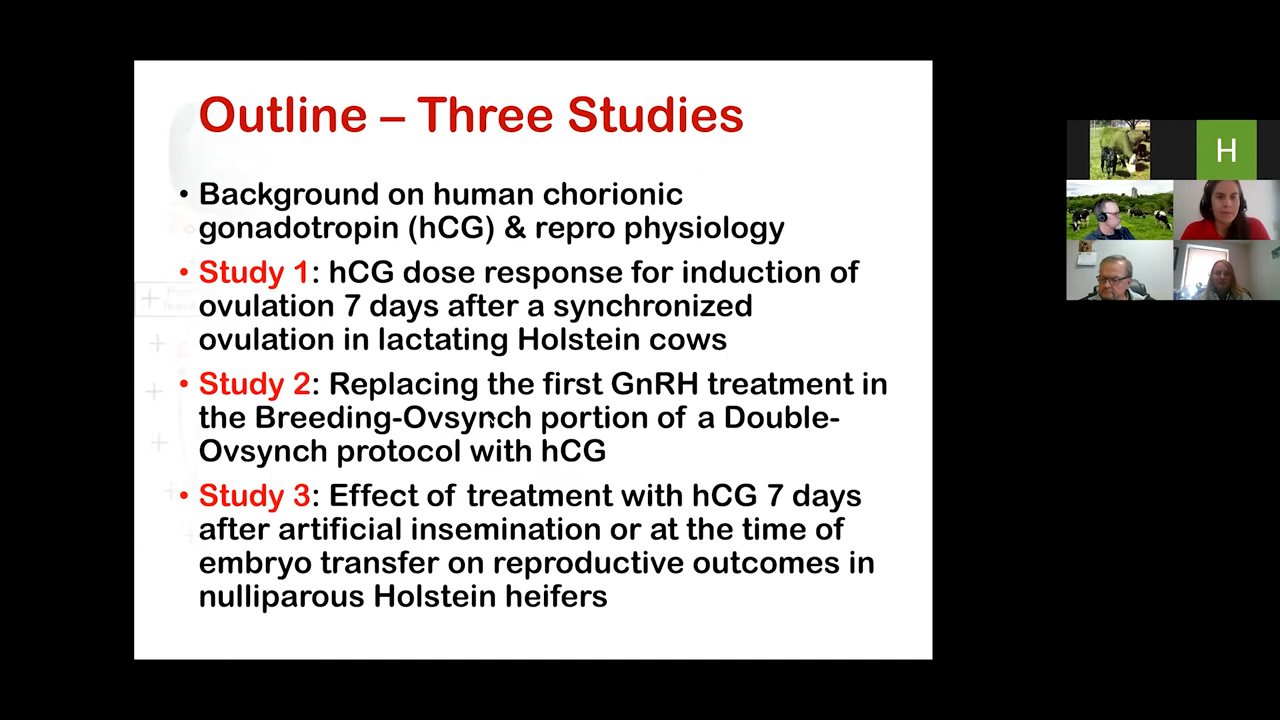 Outline – Three Studies
• Background on human chorionic
gonadotropin (hCG) & repro physiology
• Study 1: hCG dose response for induction of
ovulation 7 days after a synchronized
ovulation in lactating Holstein cows
• Study 2: Replacing the first GnRH treatment in
the Breeding-Ovsynch portion of a Double-
Ovsynch protocol with hCG
• Study 3: Effect of treatment with hCG 7 days
after artificial insemination or at the time of
embryo transfer on reproductive outcomes in
nulliparous Holstein heifers
H